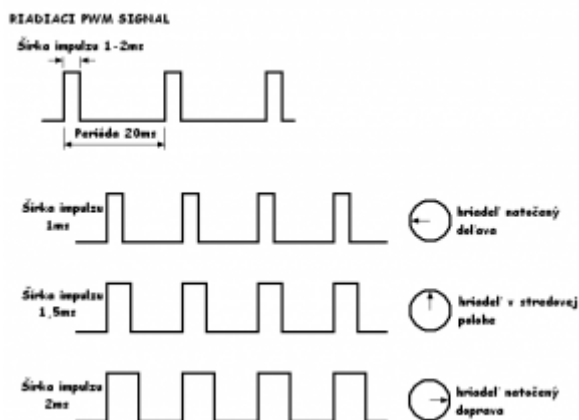 RIADIACI PWM SIGNAL
Šírka impulzu 1-2ms
Perióda 20ms
Šírka impulzu
1ms
hriadeľ natočený
doľava
Šírka impulzu
1,5ms
hriadeľ v stredovej
polohe
Šírka impulzu
2ms
hriadeľ natočený
doprava